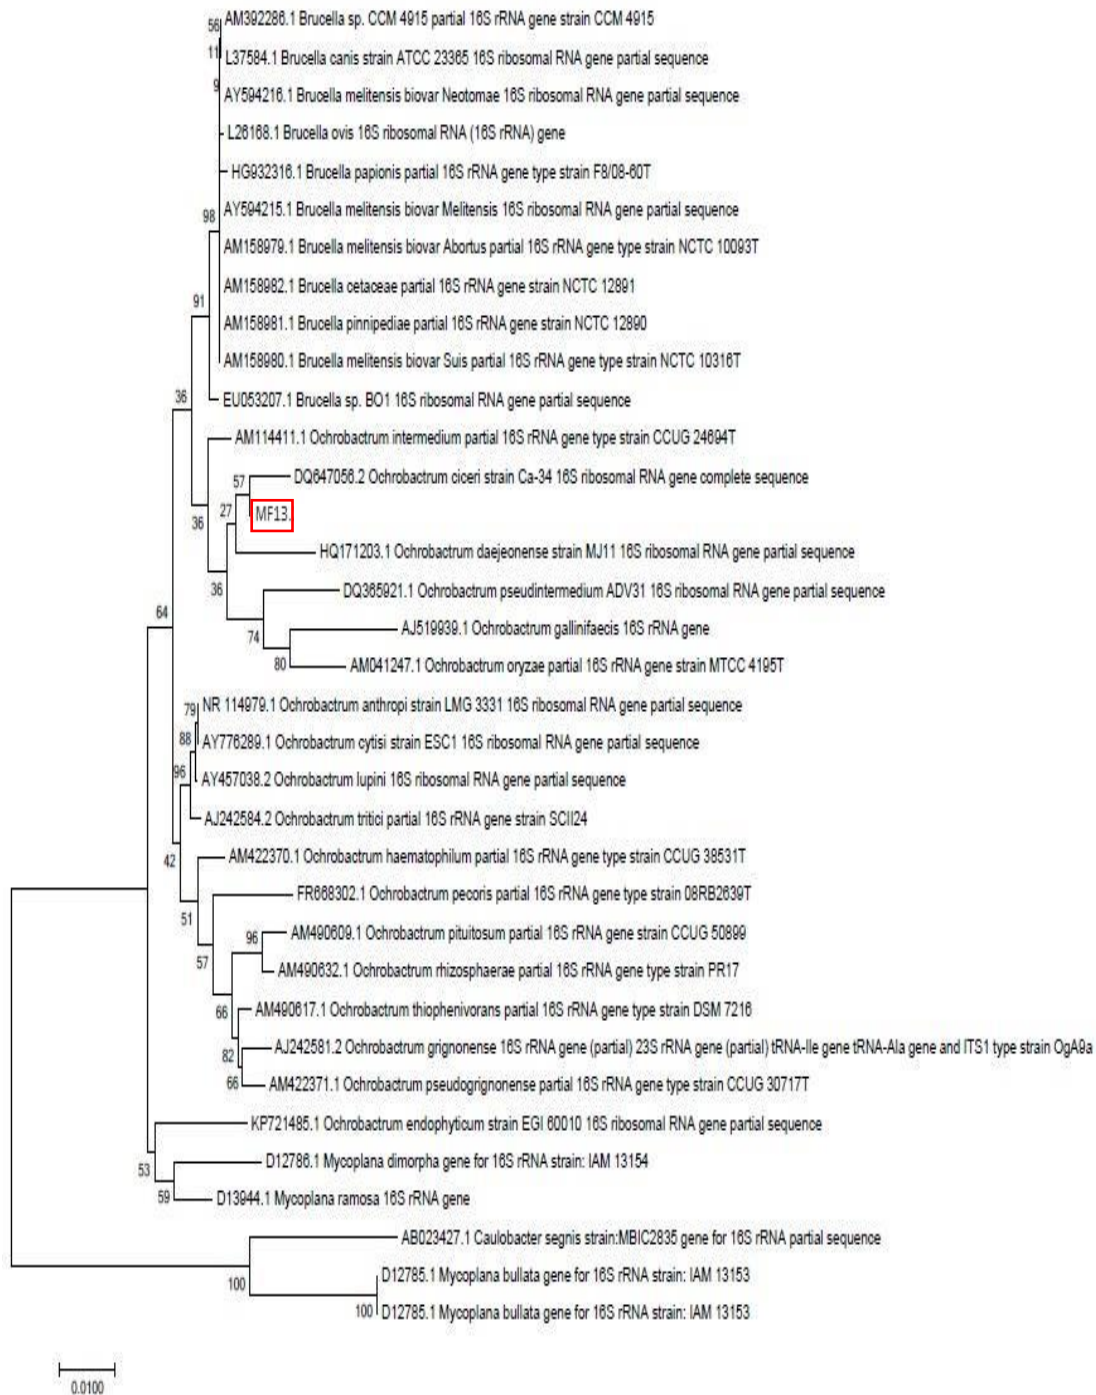 56
AM392286.1 Brucella sp. CCM 4915 partial 16S rRNA gene strain CCM 4915
11
L37584.1 Brucella canis strain ATCC 23365 16S ribosomal RNA gene partial sequence
9
AY594216.1 Brucella melitensis biovar Neotomae 16S ribosomal RNA gene partial sequence
L26168.1 Brucella ovis 16S ribosomal RNA (16S rRNA) gene
HG932316.1 Brucella papionis partial 16S rRNA gene type strain F8/08-60T
98
AY594215.1 Brucella melitensis biovar Melitensis 16S ribosomal RNA gene partial sequence
AM158979.1 Brucella melitensis biovar Abortus partial 16S rRNA gene type strain NCTC 10093T
AM158982.1 Brucella cetaceae partial 16S rRNA gene strain NCTC 12891
91
AM158981.1 Brucella pinnipediae partial 16S rRNA gene strain NCTC 12890
AM158980.1 Brucella melitensis biovar Suis partial 16S rRNA gene type strain NCTC 10316T
36
EU053207.1 Brucella sp. BO1 16S ribosomal RNA gene partial sequence
AM114411.1 Ochrobactrum intermedium partial 16S rRNA gene type strain CCUG 24694T
57
DQ647056.2 Ochrobactrum ciceri strain Ca-34 16S ribosomal RNA gene complete sequence
27
MF13.
36
HQ171203.1 Ochrobactrum daejeonense strain MJ11 16S ribosomal RNA gene partial sequence
36
DQ365921.1 Ochrobactrum pseudintermedium ADV31 16S ribosomal RNA gene partial sequence
64
74
AJ519939.1 Ochrobactrum gallinifaecis 16S rRNA gene
80
AM041247.1 Ochrobactrum oryzae partial 16S rRNA gene strain MTCC 4195T
79
NR 114979.1 Ochrobactrum anthropi strain LMG 3331 16S ribosomal RNA gene partial sequence
88
AY776289.1 Ochrobactrum cytisi strain ESC1 16S ribosomal RNA gene partial sequence
96
AY457038.2 Ochrobactrum lupini 16S ribosomal RNA gene partial sequence
AJ242584.2 Ochrobactrum tritici partial 16S rRNA gene strain SCII24
42
AM422370.1 Ochrobactrum haematophilum partial 16S rRNA gene type strain CCUG 38531T
FR668302.1 Ochrobactrum pecoris partial 16S rRNA gene type strain 08RB2639T
51
96
AM490609.1 Ochrobactrum pituitosum partial 16S rRNA gene strain CCUG 50899
57
AM490632.1 Ochrobactrum rhizosphaerae partial 16S rRNA gene type strain PR17
66
AM490617.1 Ochrobactrum thiophenivorans partial 16S rRNA gene type strain DSM 7216
82
AJ242581.2 Ochrobactrum grignonense 16S rRNA gene (partial) 23S rRNA gene (partial) tRNA-Ile gene tRNA-Ala gene and ITS1 type strain OgA9a
66
AM422371.1 Ochrobactrum pseudogrignonense partial 16S rRNA gene type strain CCUG 30717T
KP721485.1 Ochrobactrum endophyticum strain EGI 60010 16S ribosomal RNA gene partial sequence
53
D12786.1 Mycoplana dimorpha gene for 16S rRNA strain: IAM 13154
59
D13944.1 Mycoplana ramosa 16S rRNA gene
AB023427.1 Caulobacter segnis strain:MBIC2835 gene for 16S rRNA partial sequence
100
D12785.1 Mycoplana bullata gene for 16S rRNA strain: IAM 13153
100
D12785.1 Mycoplana bullata gene for 16S rRNA strain: IAM 13153
0.0100